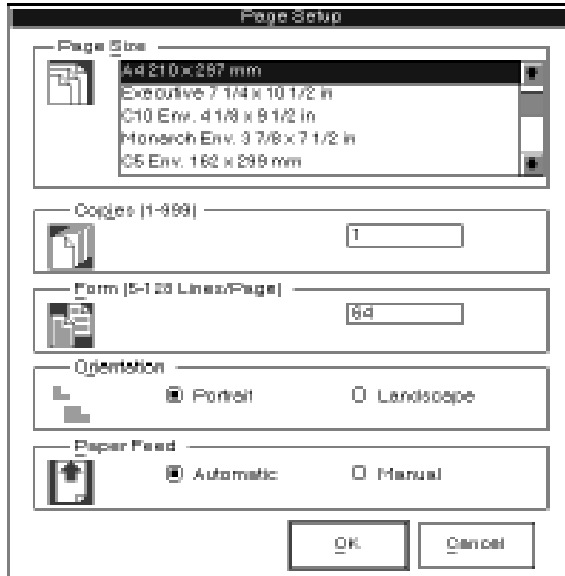 Page Setup
Page Size
A4 210 x 297 mm
Executive 7 1/4 x 10 1/2 in
C10 Env. 4 1/8 x 9 1/2 in
Monarch Env. 3 7/8 x 7 1/2 in
C5 Env. 162 x 299 mm
Copies (1-999)
1
Form (5-128 Lines/Page)
64
Orientation
Portrait
Landscape
Paper Feed
Automatic
Manual
OK
Cancel